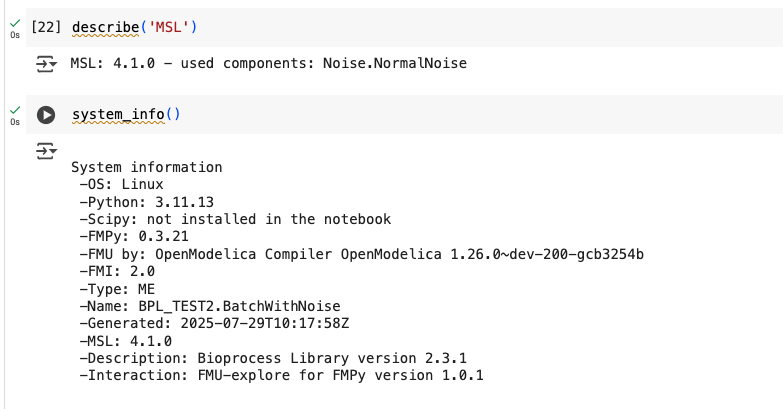 [22] describe('MSL')
0s
MSL: 4.1.0 – used components: Noise.NormalNoise
system_info()
0s
System information
–OS: Linux
–Python: 3.11.13
–Scipy: not installed in the notebook
–FMPy: 0.3.21
–FMU by: OpenModelica Compiler OpenModelica 1.26.0~dev-200-gcb3254b
–FMI: 2.0
–Type: ME
–Name: BPL_TEST2.BatchWithNoise
–Generated: 2025-07-29T10:17:58Z
–MSL: 4.1.0
–Description: Bioprocess Library version 2.3.1
–Interaction: FMU-explore for FMPy version 1.0.1